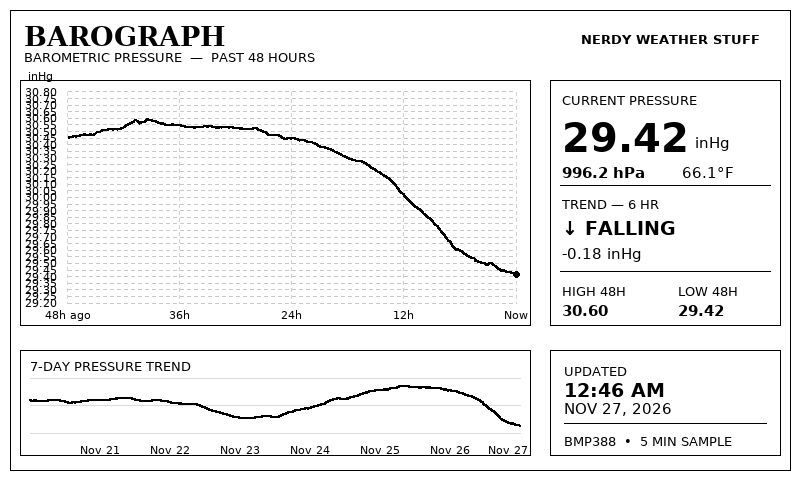 BAROGRAPH
BAROMETRIC PRESSURE — PAST 48 HOURS
NERDY WEATHER STUFF
inHg
30.80
30.75
30.70
30.65
30.60
30.55
30.50
30.45
30.40
30.35
30.30
30.25
30.20
30.15
30.10
30.05
30.00
29.95
29.90
29.85
29.80
29.75
29.70
29.65
29.60
29.55
29.50
29.45
29.40
29.35
29.30
29.25
29.20
48h ago 36h 24h 12h Now
CURRENT PRESSURE
29.42 inHg
996.2 hPa 66.1°F
TREND — 6 HR
↓ FALLING
-0.18 inHg
HIGH 48H LOW 48H
30.60 29.42
7-DAY PRESSURE TREND
Nov 21 Nov 22 Nov 23 Nov 24 Nov 25 Nov 26 Nov 27
UPDATED
12:46 AM
NOV 27, 2026
BMP388 • 5 MIN SAMPLE